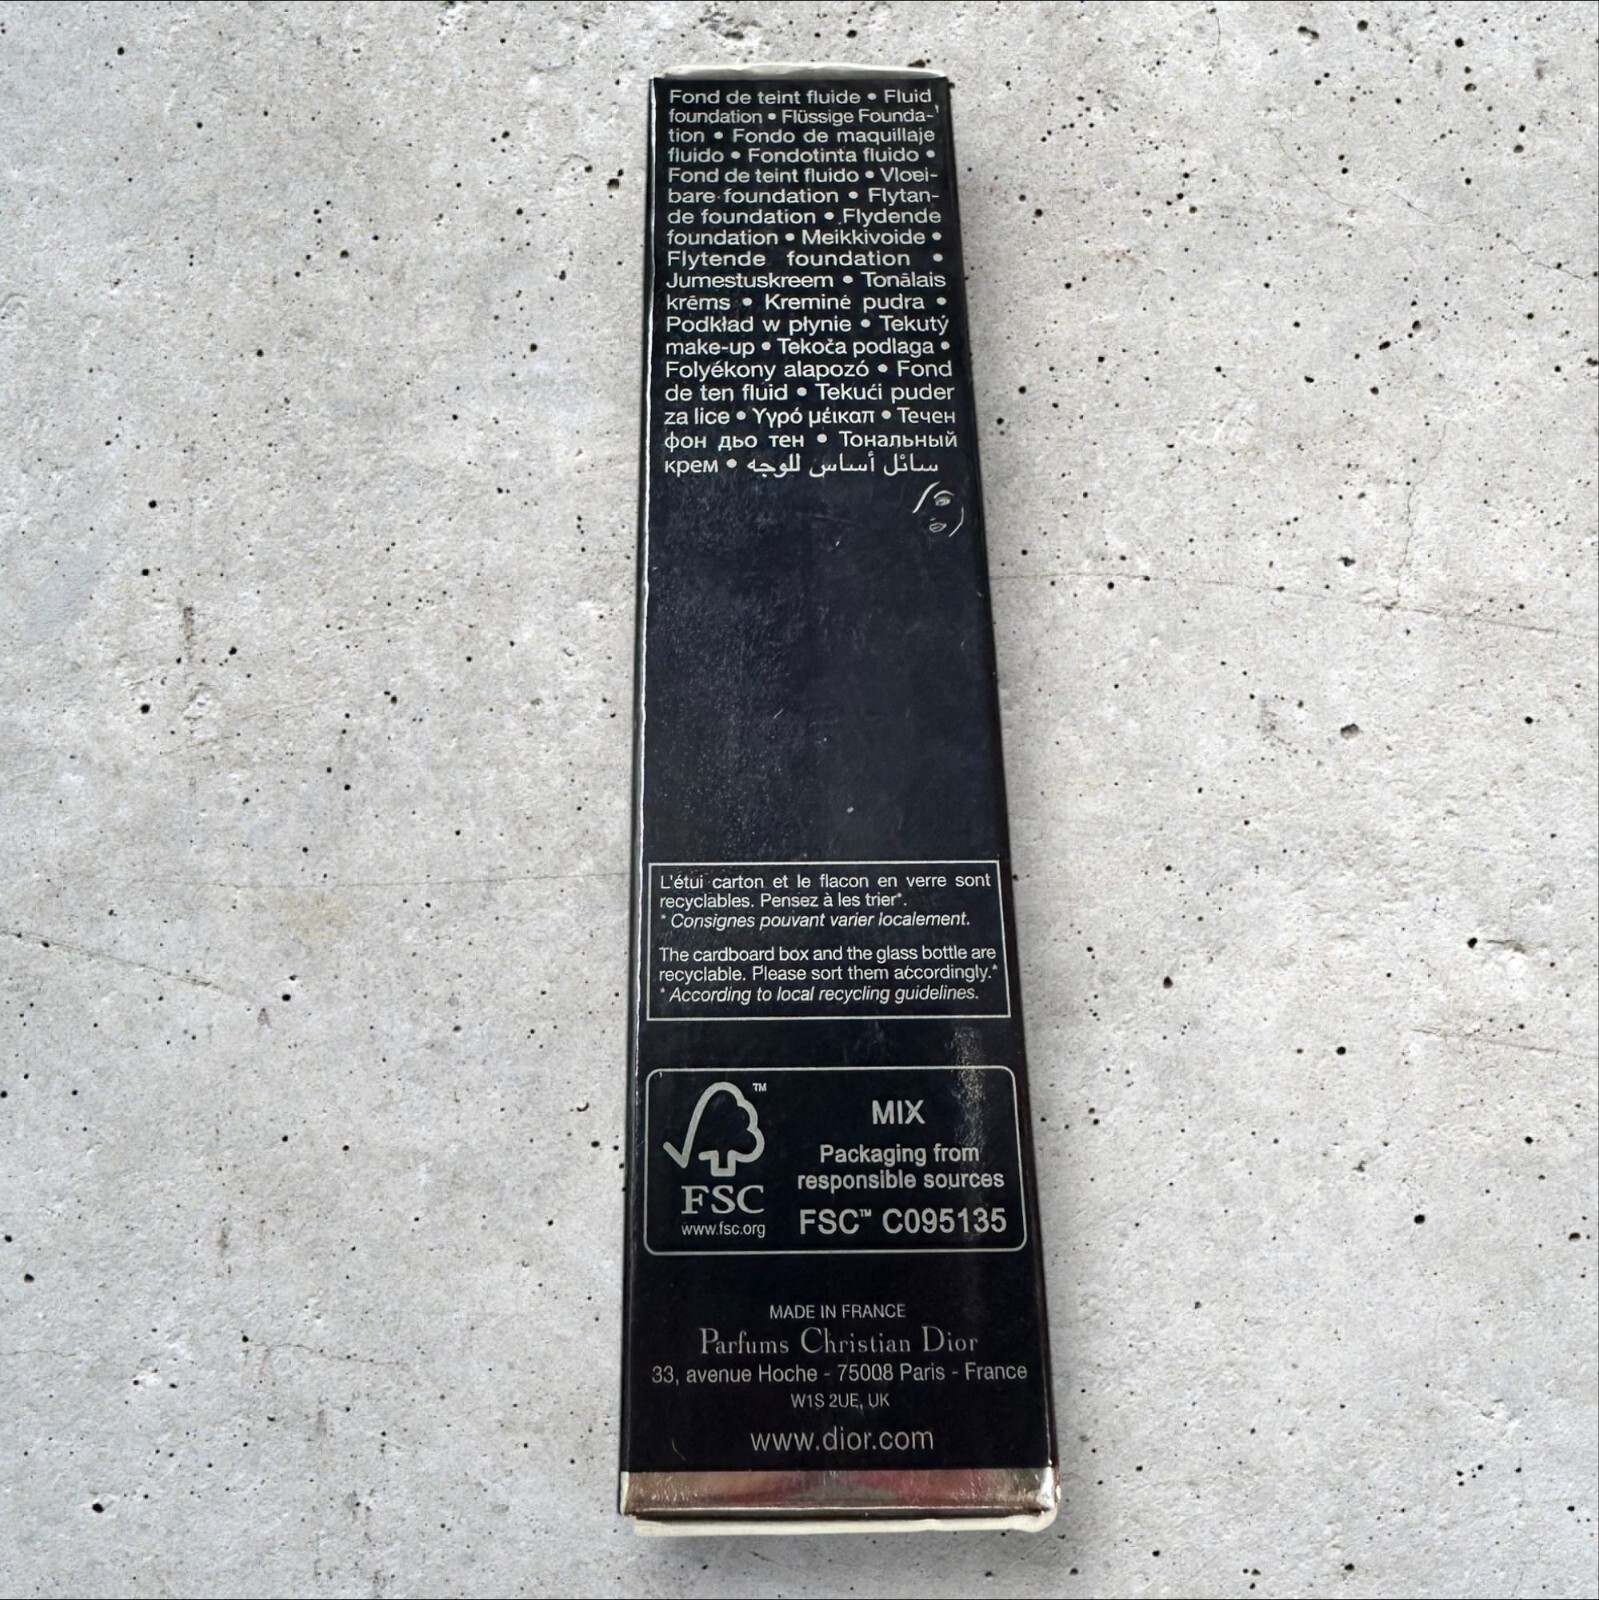 Fond de teint fluide • Fluid
foundation • Flüssige Founda-
tion • Fondo de maquillaje
fluido • Fondotinta fluido •
Fond de teint fluido • Vloei-
bare foundation • Flytan-
de foundation • Flydende
foundation • Meikkivoide •
Flytende foundation •
Jumestuskreem • Tonālais
krēms • Kreminė pudra •
Podkład w płynie • Tekutý
make-up • Tekoča podlaga •
Folyékony alapozó • Fond
de ten fluid • Tekući puder
za lice • Υγρό μέικαπ • Течен
фон дьо тен • Тональный
крем • سائل أساس للوجه
L'étui carton et le flacon en verre sont
recyclables. Pensez à les trier*.
* Consignes pouvant varier localement.
The cardboard box and the glass bottle are
recyclable. Please sort them accordingly.*
* According to local recycling guidelines.
TM
FSC
www.fsc.org
MIX
Packaging from
responsible sources
FSC™ C095135
MADE IN FRANCE
Parfums Christian Dior
33, avenue Hoche - 75008 Paris - France
W1S 2UE, UK
www.dior.com